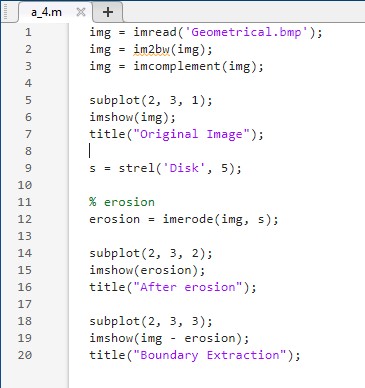 a_4.m × +
1 img = imread('Geometrical.bmp');
2 img = im2bw(img);
3 img = imcomplement(img);
4
5 subplot(2, 3, 1);
6 imshow(img);
7 title("Original Image");
8
9 s = strel('Disk', 5);
10
11 % erosion
12 erosion = imerode(img, s);
13
14 subplot(2, 3, 2);
15 imshow(erosion);
16 title("After erosion");
17
18 subplot(2, 3, 3);
19 imshow(img - erosion);
20 title("Boundary Extraction");